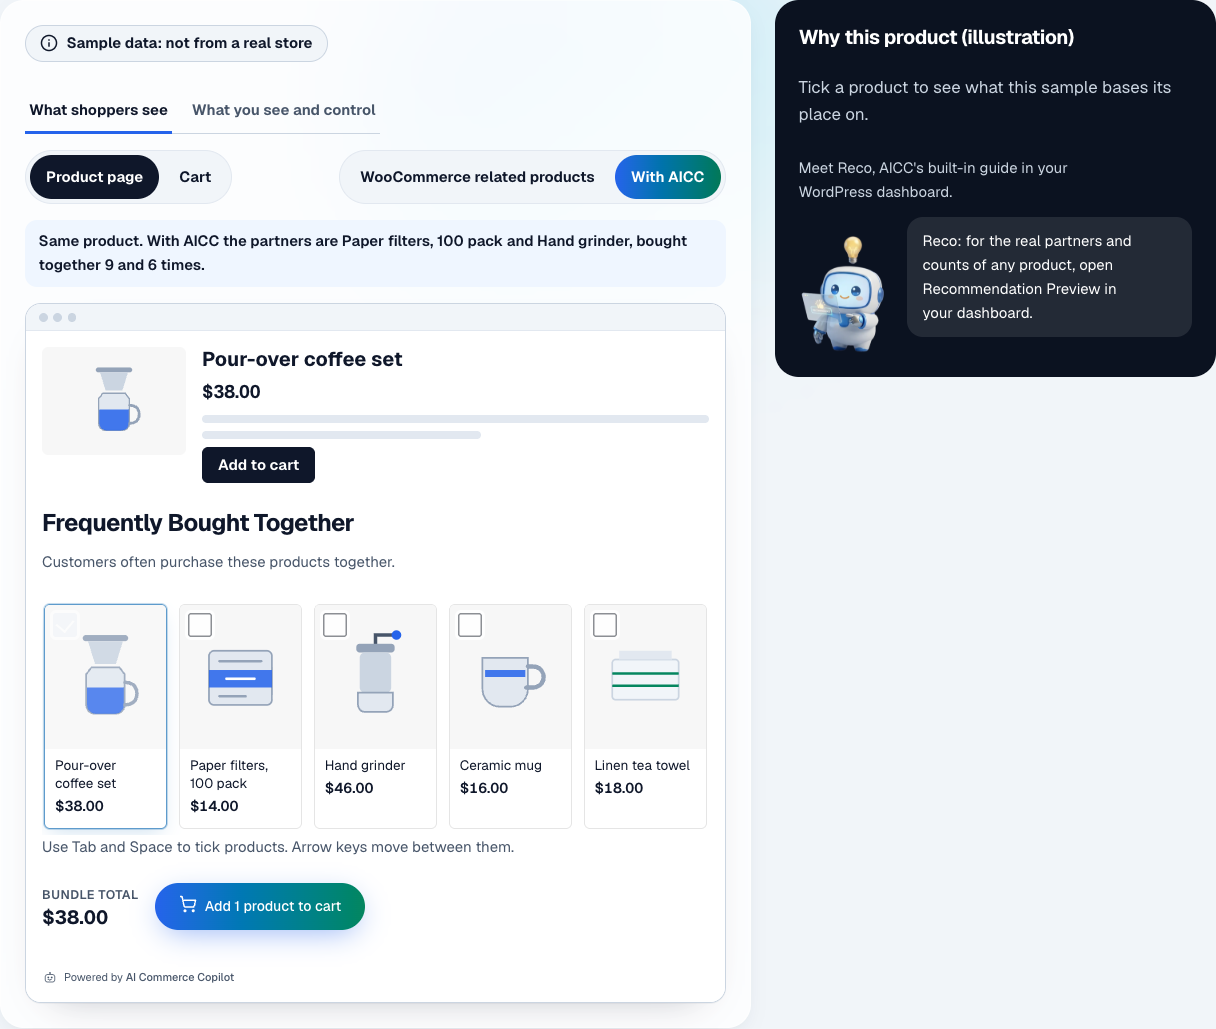 Sample data: not from a real store
What shoppers see
What you see and control
Product page
Cart
WooCommerce related products
With AICC
Same product. With AICC the partners are Paper filters, 100 pack and Hand grinder, bought
together 9 and 6 times.
Pour-over coffee set
$38.00
Add to cart
Frequently Bought Together
Customers often purchase these products together.
Pour-over
coffee set
$38.00
Paper filters,
100 pack
$14.00
Hand grinder
$46.00
Ceramic mug
$16.00
Linen tea towel
$18.00
Use Tab and Space to tick products. Arrow keys move between them.
BUNDLE TOTAL
$38.00
Add 1 product to cart
Powered by AI Commerce Copilot
Why this product (illustration)
Tick a product to see what this sample bases its
place on.
Meet Reco, AICC's built-in guide in your
WordPress dashboard.
Reco: for the real partners and
counts of any product, open
Recommendation Preview in
your dashboard.